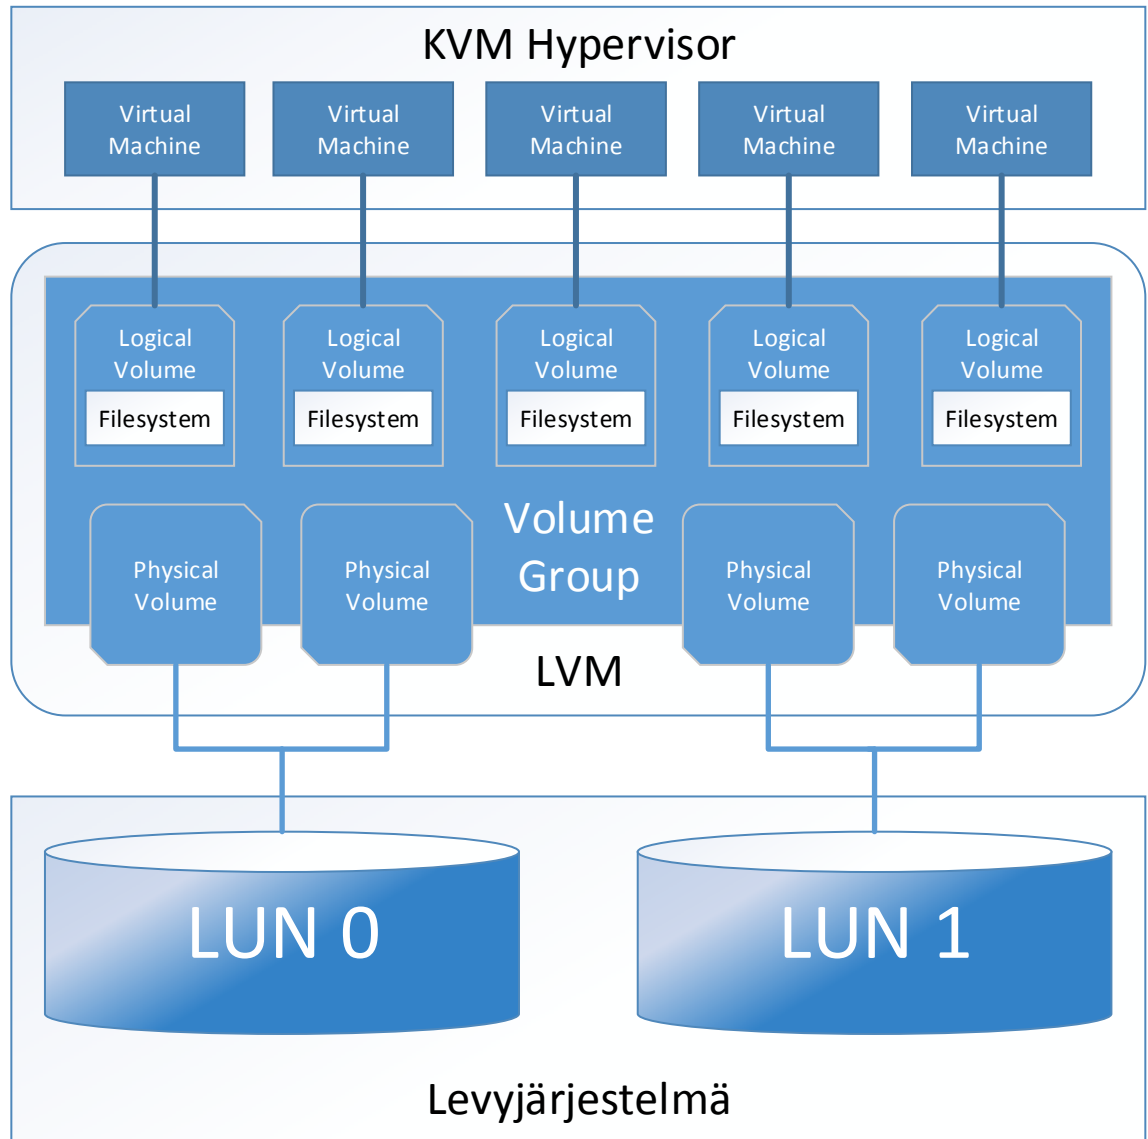 KVM Hypervisor
Virtual
Machine
Virtual
Machine
Virtual
Machine
Virtual
Machine
Virtual
Machine
Logical
Volume
Filesystem
Logical
Volume
Filesystem
Logical
Volume
Filesystem
Logical
Volume
Filesystem
Logical
Volume
Filesystem
Volume
Group
Physical
Volume
Physical
Volume
Physical
Volume
Physical
Volume
LVM
LUN 0
LUN 1
Levyjärjestelmä